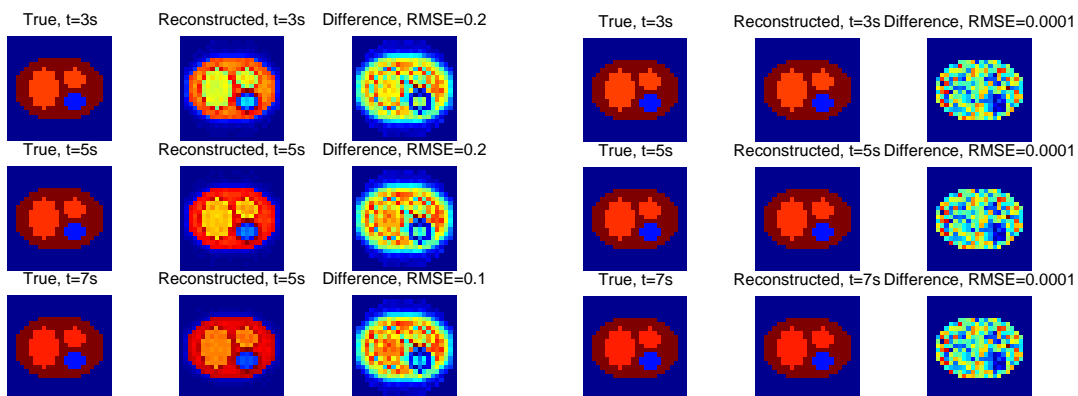 True, t=3s Reconstructed, t=3s Difference, RMSE=0.2 True, t=3s Reconstructed, t=3s Difference, RMSE=0.0001
True, t=5s Reconstructed, t=5s Difference, RMSE=0.2 True, t=5s Reconstructed, t=5s Difference, RMSE=0.0001
True, t=7s Reconstructed, t=5s Difference, RMSE=0.1 True, t=7s Reconstructed, t=7s Difference, RMSE=0.0001